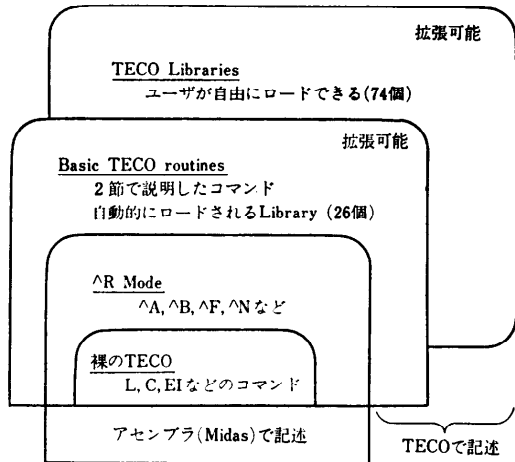 拡張可能
TECO Libraries
ユーザが自由にロードできる(74個)
拡張可能
Basic TECO routines
2節で説明したコマンド
自動的にロードされるLibrary (26個)
^R Mode
^A, ^B, ^F, ^Nなど
裸のTECO
L, C, EIなどのコマンド
アセンブラ(Midas)で記述
TECOで記述